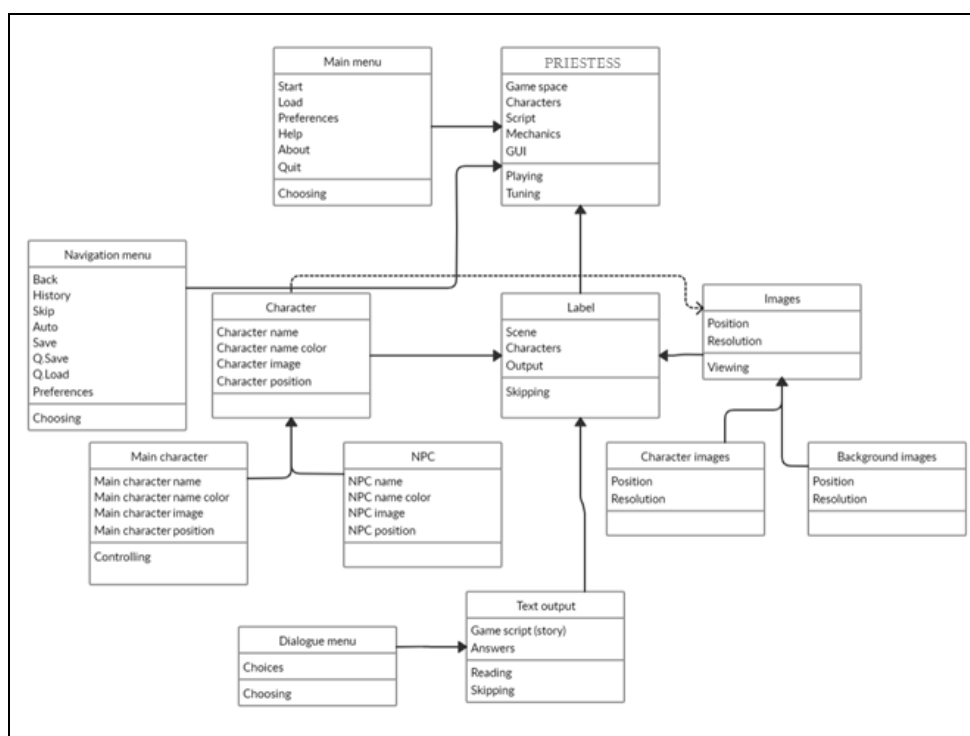 Main menu
Start
Load
Preferences
Help
About
Quit
Choosing
PRIESTESS
Game space
Characters
Script
Mechanics
GUI
Playing
Tuning
Navigation menu
Back
History
Skip
Auto
Save
Q.Save
Q.Load
Preferences
Choosing
Character
Character name
Character name color
Character image
Character position
Label
Scene
Characters
Output
Skipping
Images
Position
Resolution
Viewing
Main character
Main character name
Main character name color
Main character image
Main character position
Controlling
NPC
NPC name
NPC name color
NPC image
NPC position
Character images
Position
Resolution
Background images
Position
Resolution
Text output
Game script (story)
Answers
Reading
Skipping
Dialogue menu
Choices
Choosing